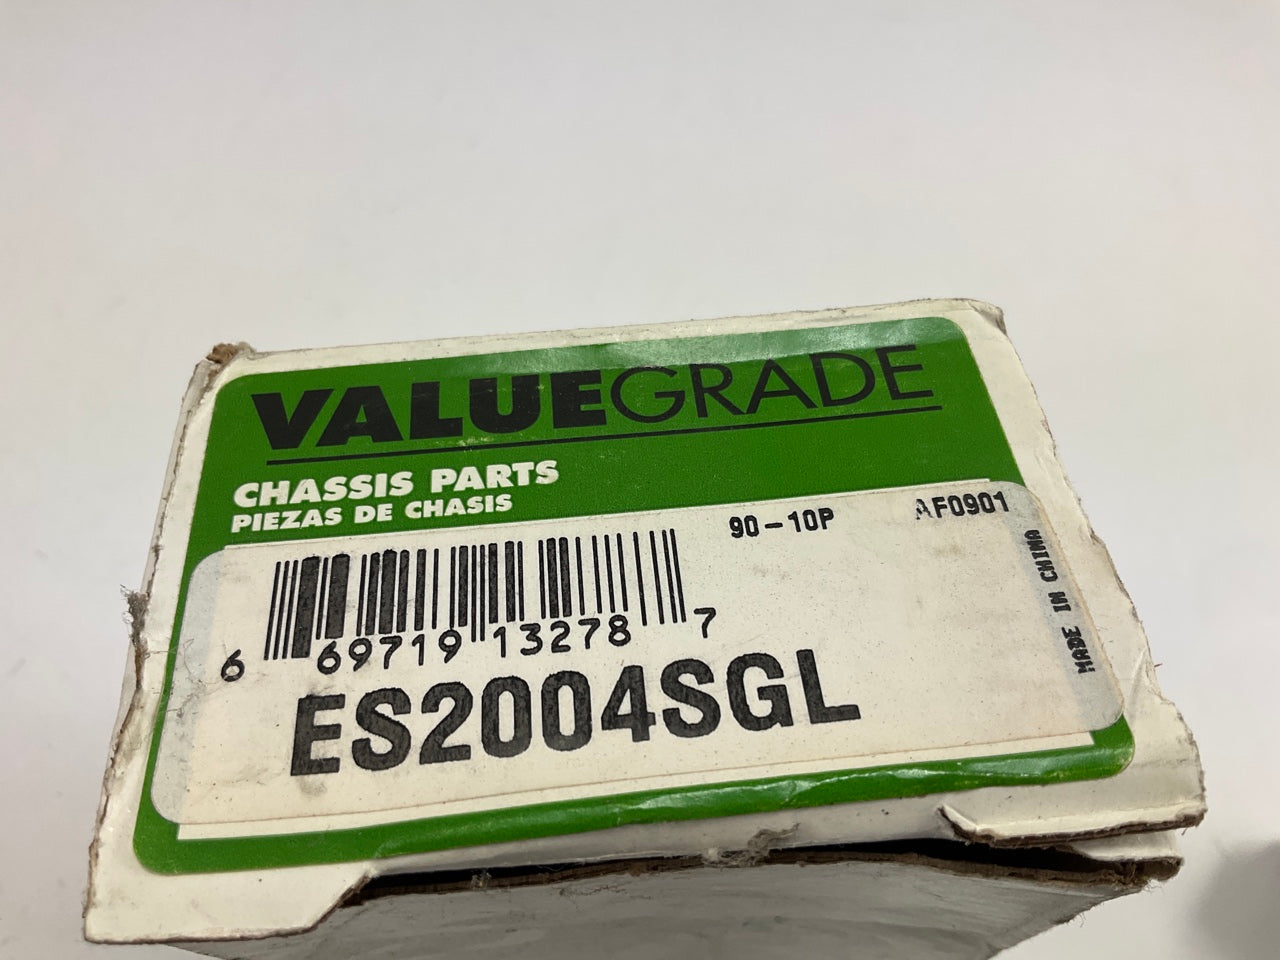 VALUEGRADE
CHASSIS PARTS
PIEZAS DE CHASIS
90-10P AF0901
MADE IN CHINA
6 69719 13278 7
ES2004SGL